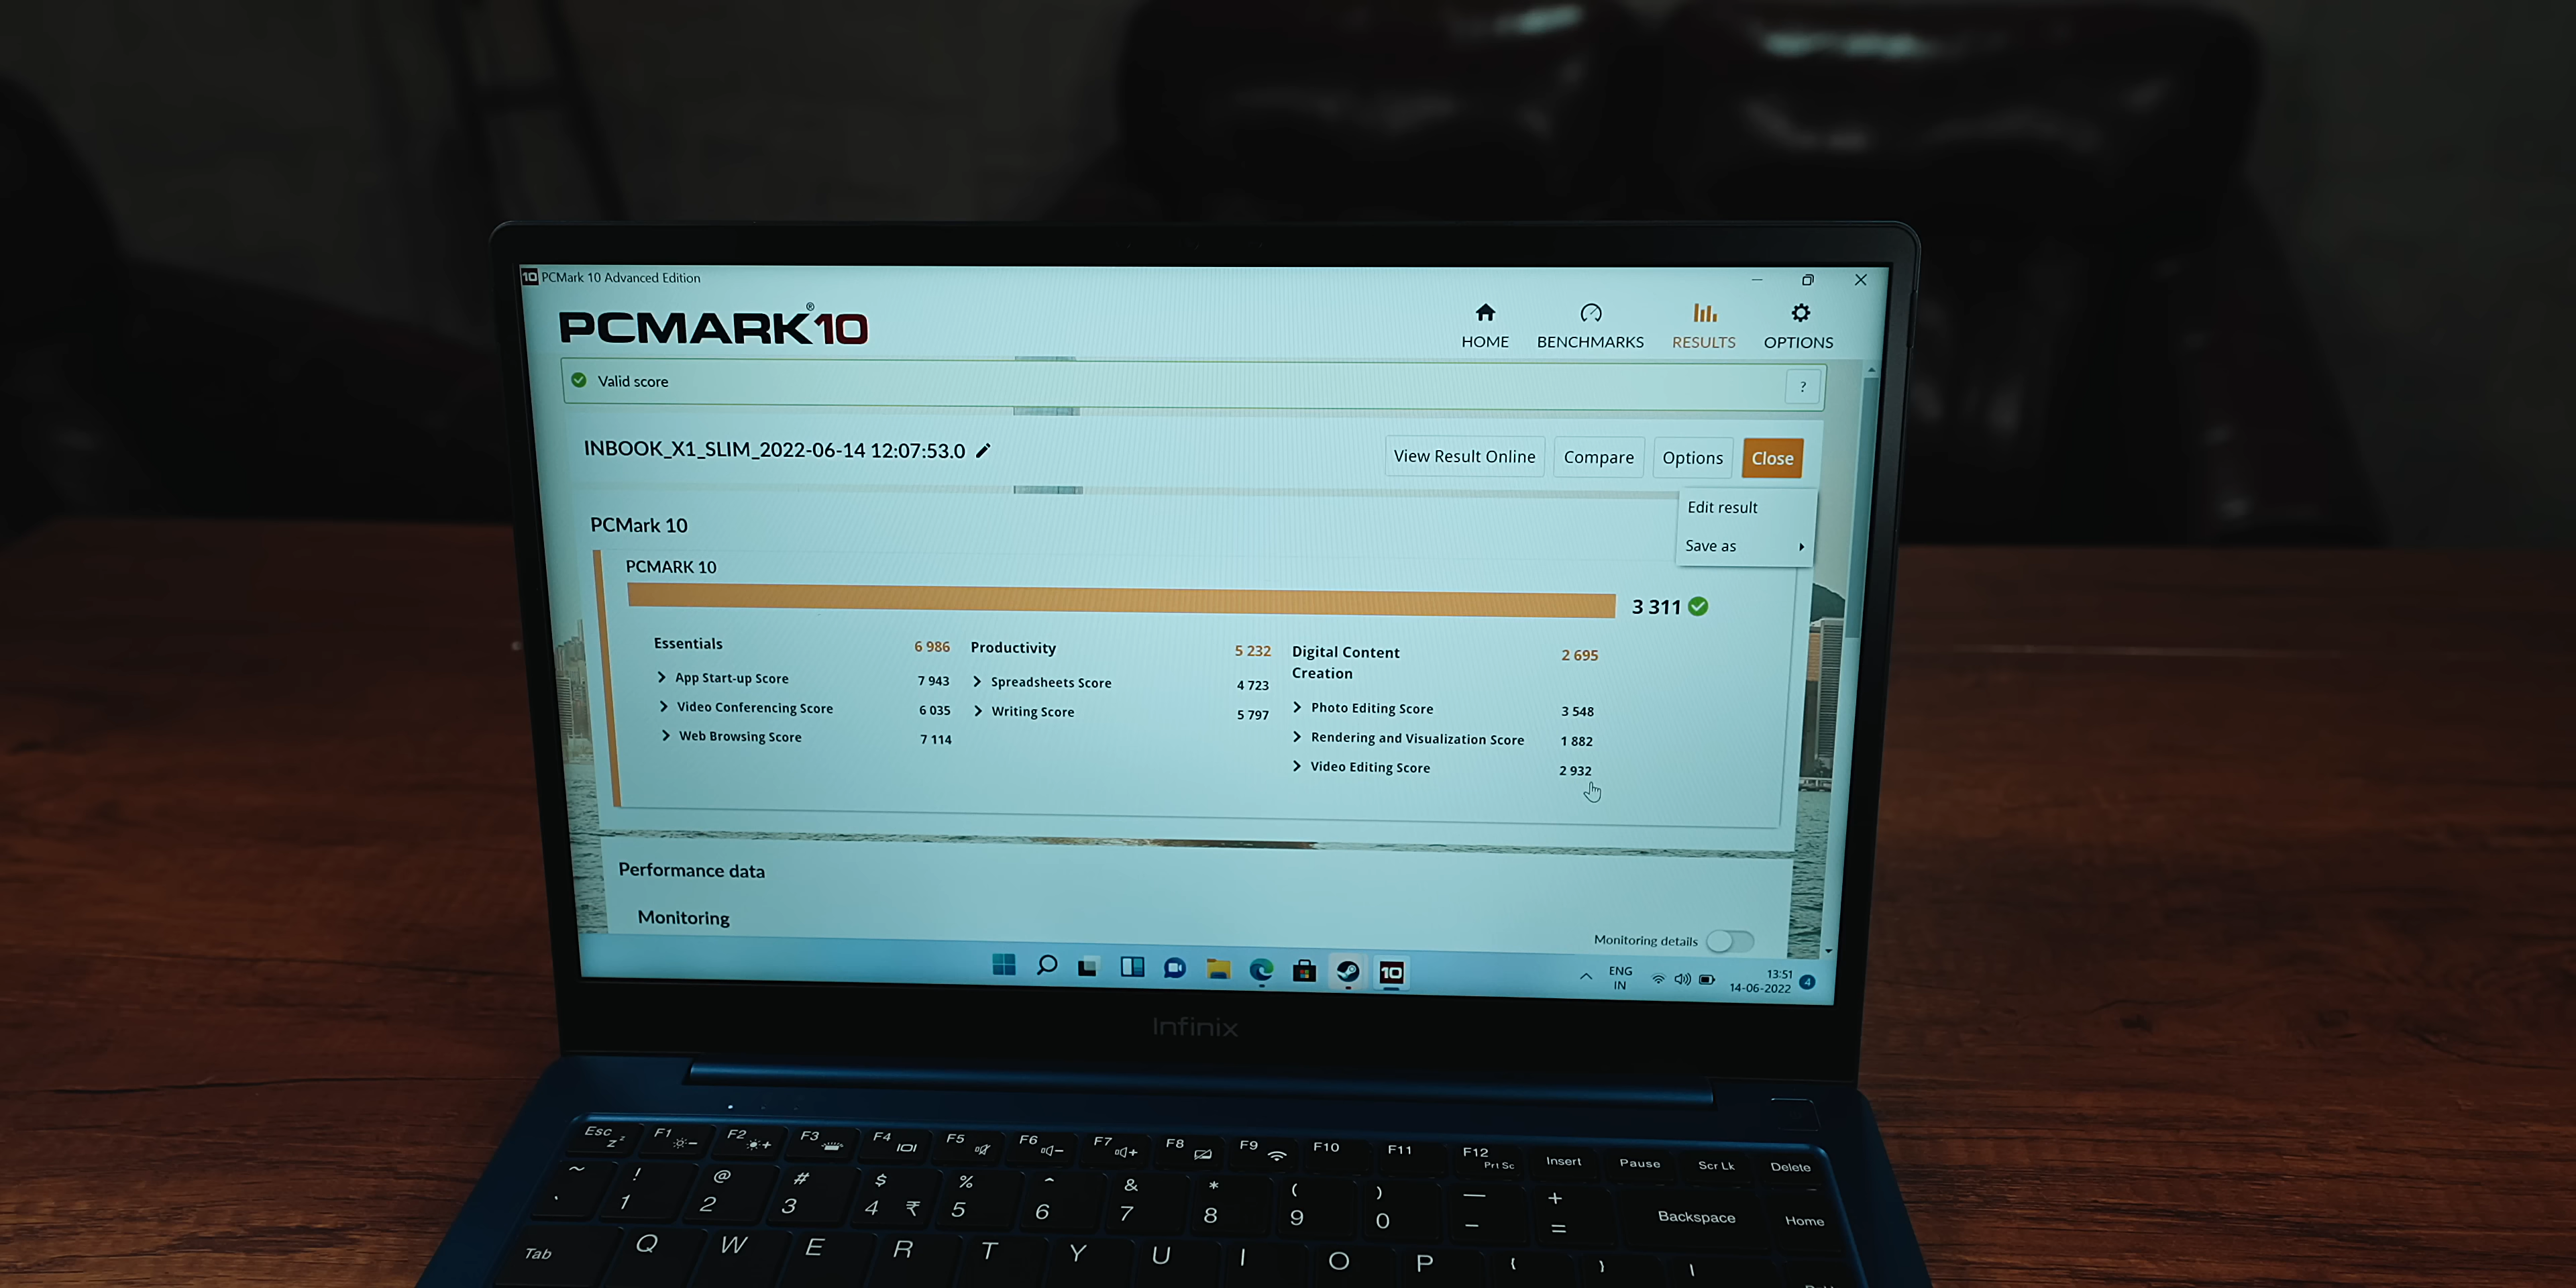 10 PCMark 10 Advanced Edition
PCMARK®10
HOME BENCHMARKS RESULTS OPTIONS
Valid score ?
INBOOK_X1_SLIM_2022-06-14 12:07:53.0
View Result Online Compare Options Close
Edit result
Save as
PCMark 10
PCMARK 10
3 311
Essentials 6 986
App Start-up Score 7 943
Video Conferencing Score 6 035
Web Browsing Score 7 114
Productivity 5 232
Spreadsheets Score 4 723
Writing Score 5 797
Digital Content
Creation 2 695
Photo Editing Score 3 548
Rendering and Visualization Score 1 882
Video Editing Score 2 932
Performance data
Monitoring
Monitoring details
10
ENG
IN
13:51
14-06-2022
4
Infinix
Esc F1 F2 F3 F4 F5 F6 F7 F8 F9 F10 F11 F12 Prt Sc Insert Pause Scr Lk Delete
~ ! @ # $ % ^ & * ( ) — +
` 1 2 3 4 ₹ 5 6 7 8 9 0 - = Backspace Home
Tab Q W E R T Y U I O P